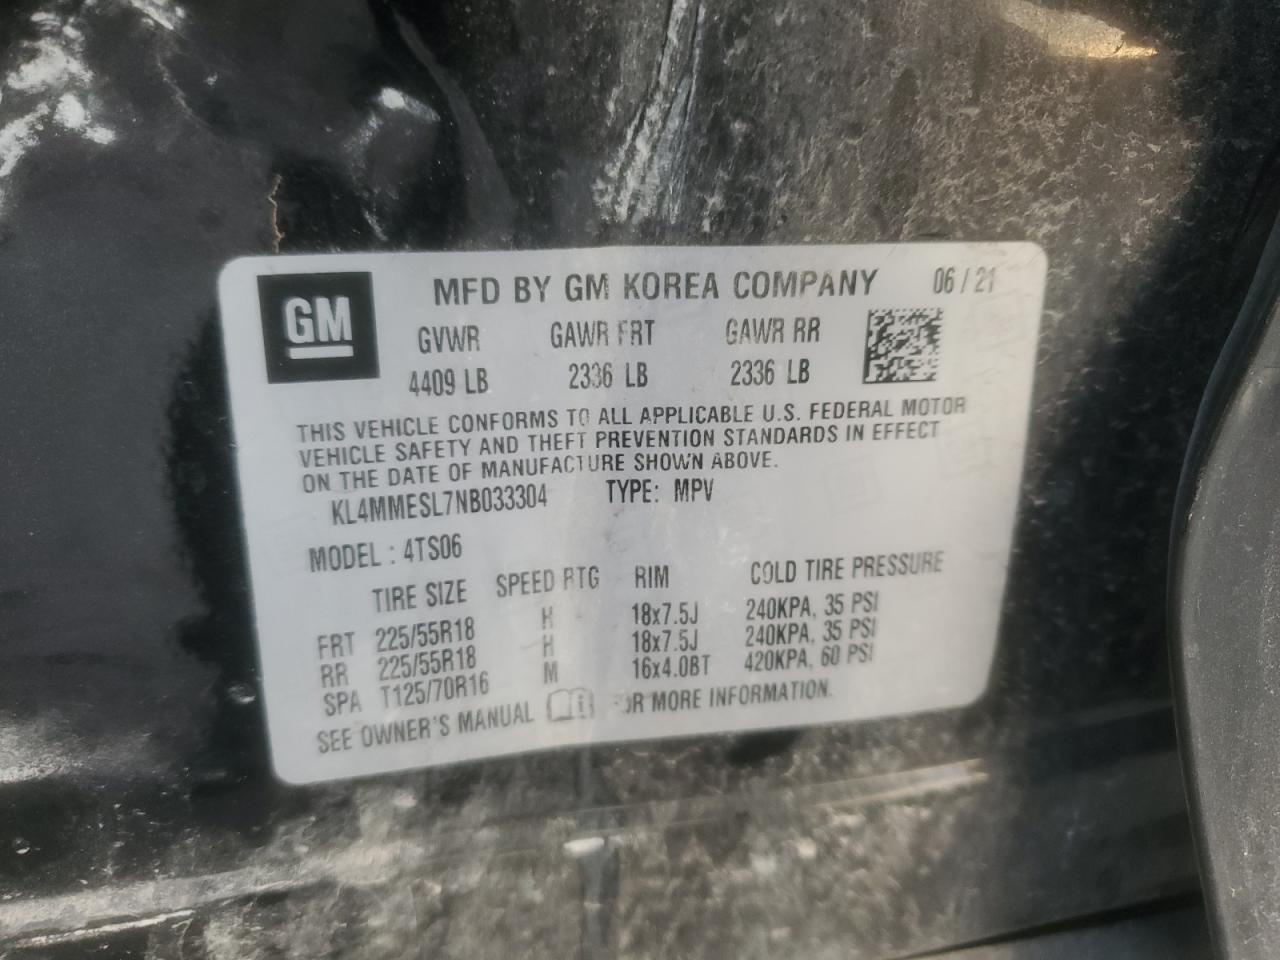 GM
MFD BY GM KOREA COMPANY 06 / 21
GVWR GAWR FRT GAWR RR
4409 LB 2336 LB 2336 LB
THIS VEHICLE CONFORMS TO ALL APPLICABLE U.S. FEDERAL MOTOR
VEHICLE SAFETY AND THEFT PREVENTION STANDARDS IN EFFECT
ON THE DATE OF MANUFACTURE SHOWN ABOVE.
KL4MMESL7NB033304 TYPE: MPV
MODEL : 4TS06
TIRE SIZE SPEED RTG RIM COLD TIRE PRESSURE
FRT 225/55R18 H 18x7.5J 240KPA, 35 PSI
RR 225/55R18 H 18x7.5J 240KPA, 35 PSI
SPA T125/70R16 M 16x4.0BT 420KPA, 60 PSI
SEE OWNER'S MANUAL FOR MORE INFORMATION.